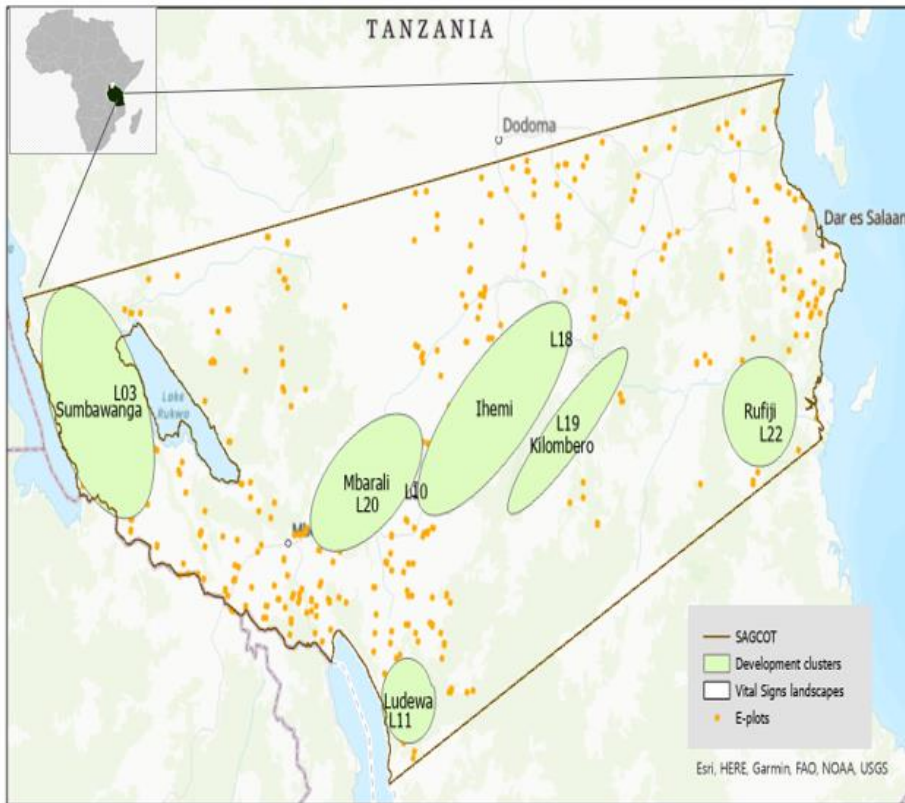 TANZANIA
Dodoma
Dar es Salaam
L18
L03
Sumbawanga
Lake
Rukwa
Ihemi
L19
Kilombero
Rufiji
L22
Mbarali
L20
L10
Ludewa
L11
SAGCOT
Development clusters
Vital Signs landscapes
E-plots
Esri, HERE, Garmin, FAO, NOAA, USGS